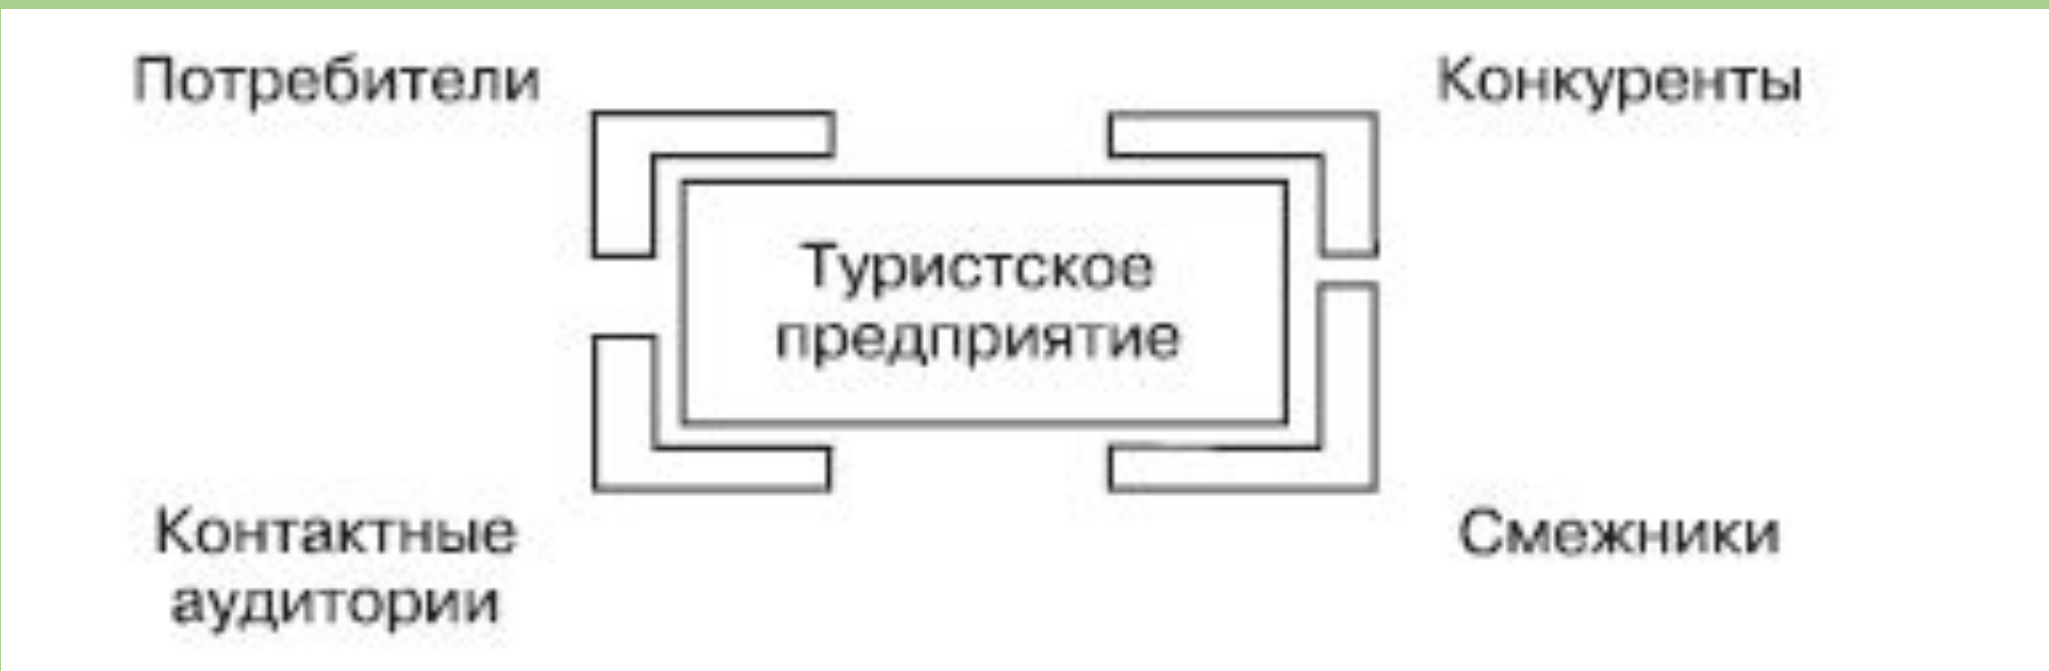 Потребители
Конкуренты
Туристское
предприятие
Контактные
аудитории
Смежники